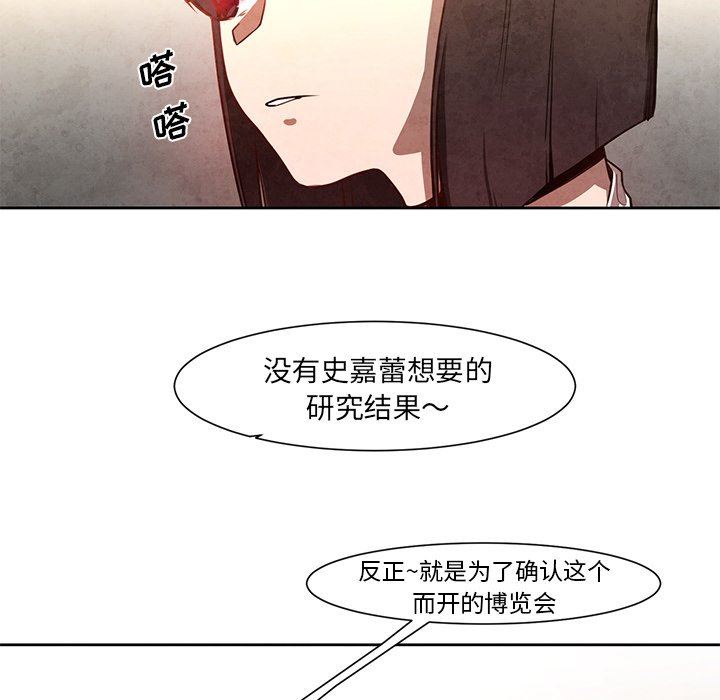 嗒
嗒
没有史嘉蕾想要的
研究结果～
反正~就是为了确认这个
而开的博览会